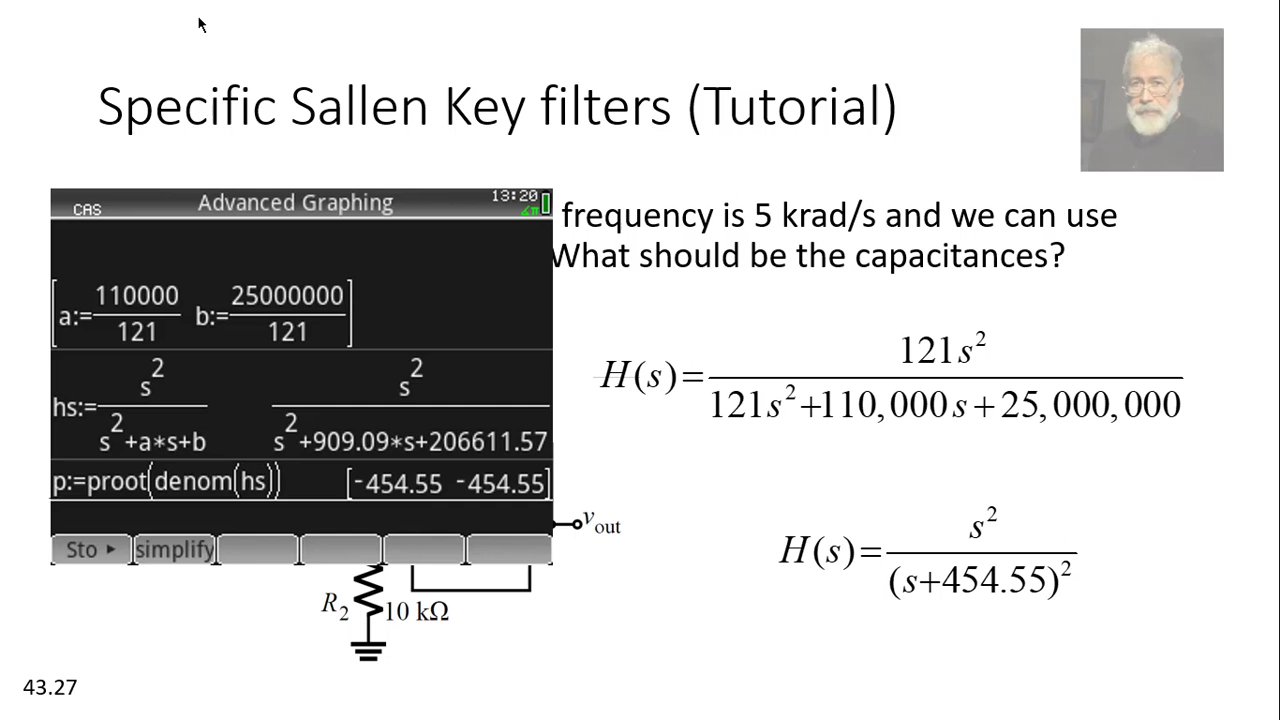 Specific Sallen Key filters (Tutorial)
CAS Advanced Graphing 13:20
frequency is 5 krad/s and we can use
What should be the capacitances?
[a:=110000/121 b:=25000000/121]
hs:=s^2/(s^2+a*s+b) s^2/(s^2+909.09*s+206611.57)
p:=proot(denom(hs)) [-454.55 -454.55]
Sto ▸ simplify
H(s)=121s^2/(121s^2+110,000s+25,000,000)
v_out
H(s)=s^2/(s+454.55)^2
R_2 10 kΩ
43.27